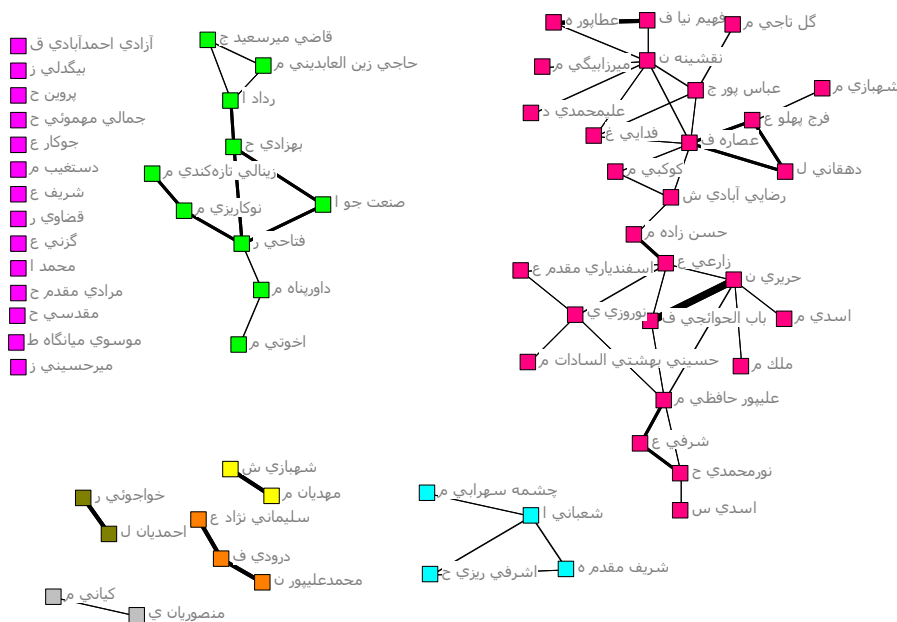 آزادي احمدآبادي ق
بيگدلي ز
پروين ح
جمالي مهموئي ح
جوكار ع
دستغيب م
شريف ع
قضاوي ر
گزني ع
محمد ا
مرادي مقدم ح
مقدسي ح
موسوي ميانگاه ط
ميرحسيني ز
قاضي مير‌سعيد ج
حاجي زين العابديني م
رداد ا
بهزادي ح
زينالي تازه‌كندي م
صنعت جو ا
نوكاريزي م
فتاحي ر
داورپناه م
اخوتي م
فهيم نيا ف
عطاپور ه
گل تاجي م
نقشينه ن
ميرزابيگي م
عباس پور ج
شهبازي م
عليمحمدي د
فرج پهلو ع
فدايي غ
عصاره ف
كوكبي م
دهقاني ل
رضايي آبادي ش
حسن زاده م
زارعي ع
اسفندياري مقدم ع
حريري ن
نوروزي ي
باب الحوائجي ف
اسدي م
حسيني بهشتي السادات م
ملك م
عليپور حافظي م
شرفي ع
نورمحمدي ح
اسدي س
شهبازي ش
مهديان م
خواجوئي ر
احمديان ل
سليماني نژاد ع
درودي ف
محمدعليپور ن
كياني م
منصوريان ي
چشمه سهرابي م
شعباني ا
اشرفي ريزي ح
شريف مقدم ه